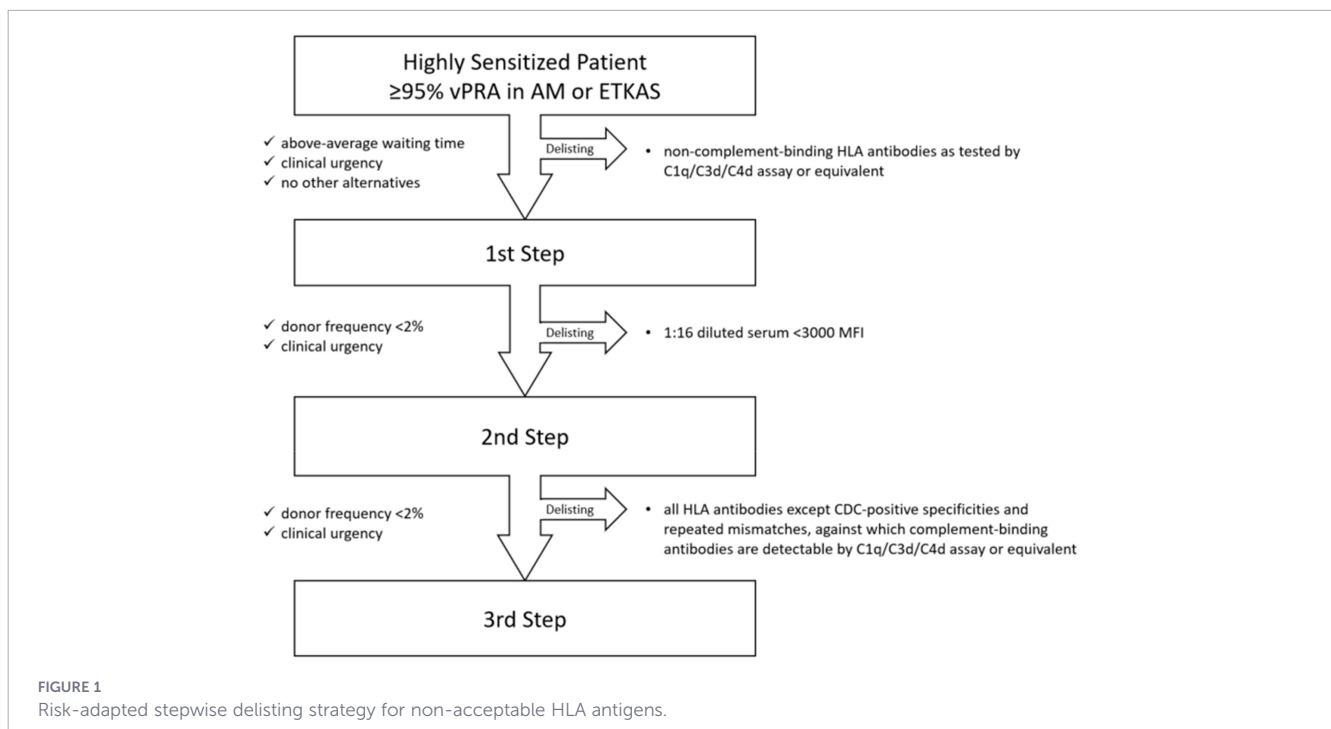 Highly Sensitized Patient
≥95% vPRA in AM or ETKAS
✓ above-average waiting time
✓ clinical urgency
✓ no other alternatives
Delisting
• non-complement-binding HLA antibodies as tested by
C1q/C3d/C4d assay or equivalent
1st Step
✓ donor frequency <2%
✓ clinical urgency
Delisting
• 1:16 diluted serum <3000 MFI
2nd Step
✓ donor frequency <2%
✓ clinical urgency
Delisting
• all HLA antibodies except CDC-positive specificities and
repeated mismatches, against which complement-binding
antibodies are detectable by C1q/C3d/C4d assay or equivalent
3rd Step
FIGURE 1
Risk-adapted stepwise delisting strategy for non-acceptable HLA antigens.